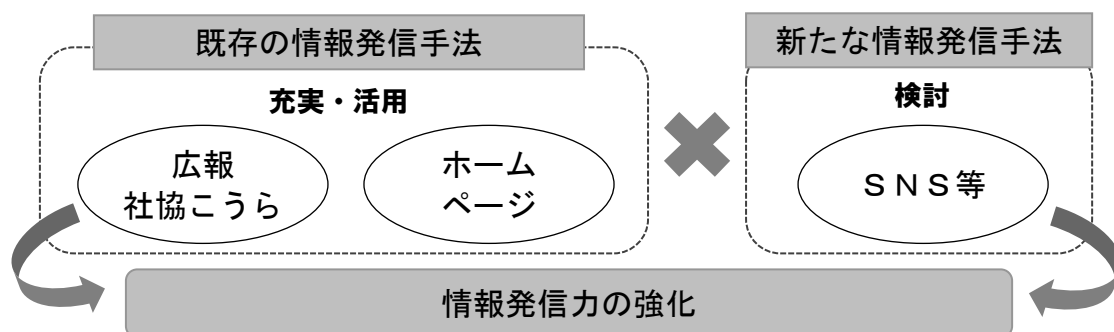 既存の情報発信手法
充実・活用
広報
社協こうら
ホーム
ページ
新たな情報発信手法
検討
ＳＮＳ等
情報発信力の強化